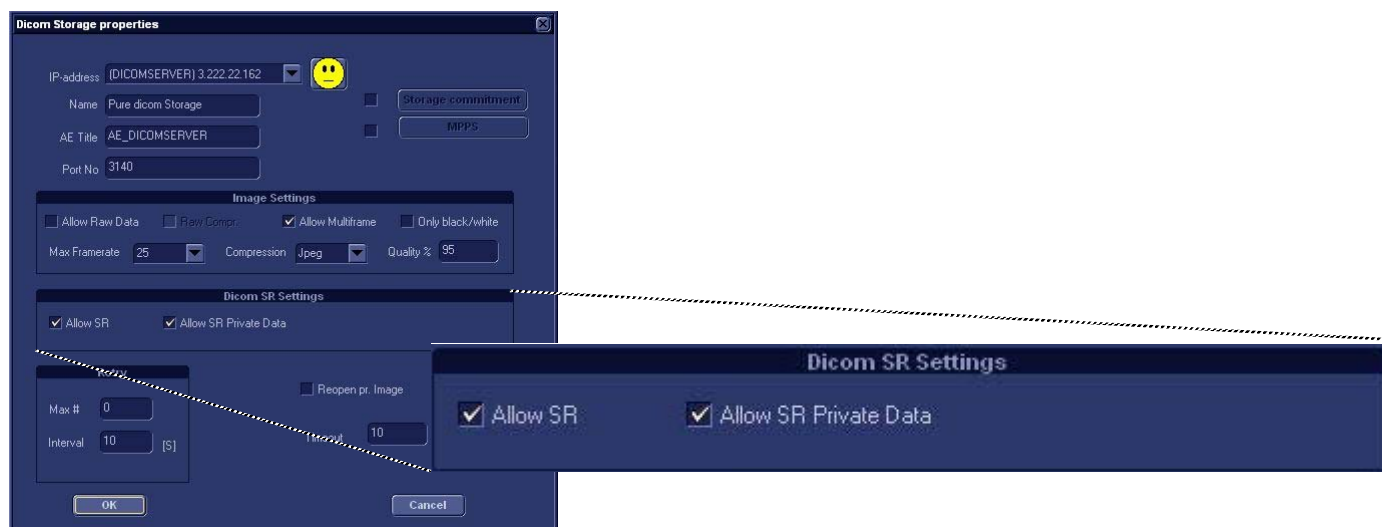 Dicom Storage properties
IP-address (DICOMSERVER) 3.222.22.162
Name Pure dicom Storage
Storage commitment
AE Title AE_DICOMSERVER
MPPS
Port No 3140
Image Settings
Allow Raw Data Raw Compr. Allow Multiframe Only black/white
Max Framerate 25 Compression Jpeg Quality % 95
Dicom SR Settings
Allow SR Allow SR Private Data
Retry
Reopen pr. Image
Max # 0
Timeout 10
Interval 10 [S]
OK Cancel
Dicom SR Settings
Allow SR Allow SR Private Data